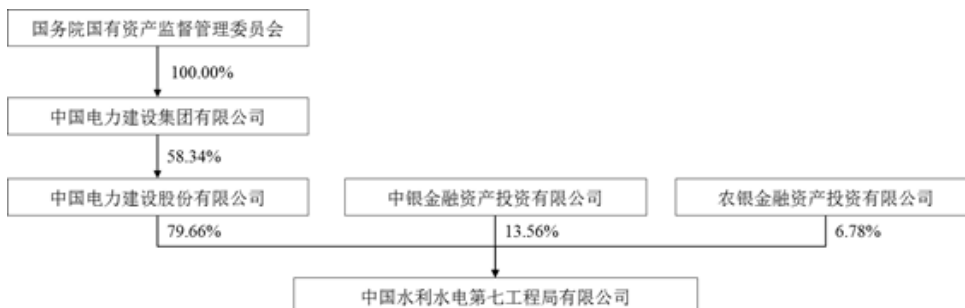 国务院国有资产监督管理委员会
100.00%
中国电力建设集团有限公司
58.34%
中国电力建设股份有限公司
中银金融资产投资有限公司
农银金融资产投资有限公司
79.66%
13.56%
6.78%
中国水利水电第七工程局有限公司